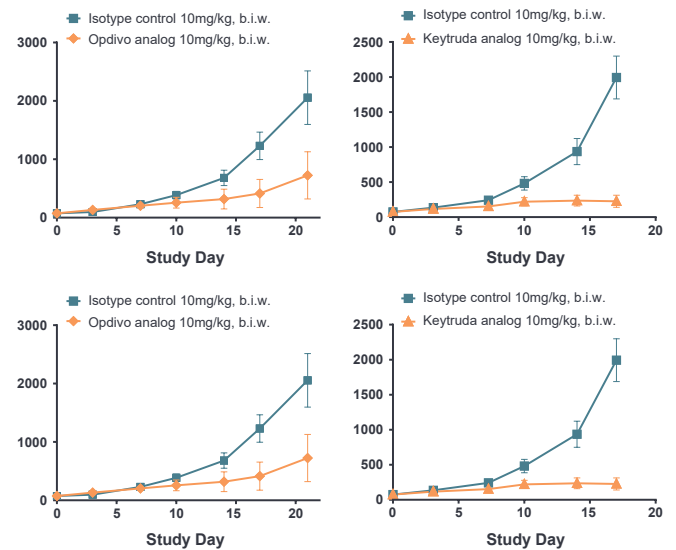 Isotype control 10mg/kg, b.i.w.
Opdivo analog 10mg/kg, b.i.w.
3000
2000
1000
0
0 5 10 15 20
Study Day
Isotype control 10mg/kg, b.i.w.
Keytruda analog 10mg/kg, b.i.w.
2500
2000
1500
1000
500
0
0 5 10 15 20
Study Day
Isotype control 10mg/kg, b.i.w.
Opdivo analog 10mg/kg, b.i.w.
3000
2000
1000
0
0 5 10 15 20
Study Day
Isotype control 10mg/kg, b.i.w.
Keytruda analog 10mg/kg, b.i.w.
2500
2000
1500
1000
500
0
0 5 10 15 20
Study Day